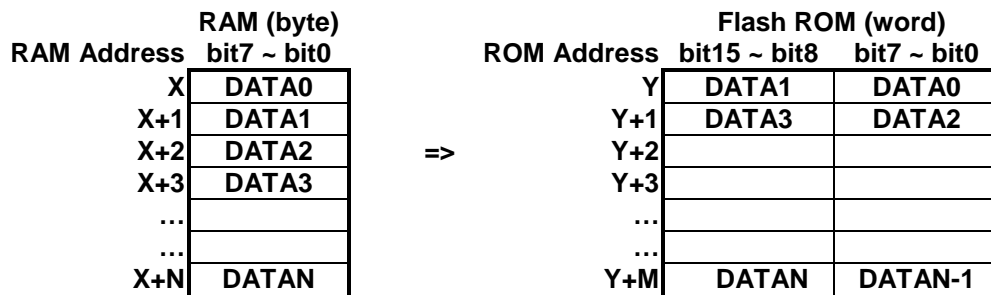 RAM (byte) Flash ROM (word)
RAM Address bit7 ~ bit0 ROM Address bit15 ~ bit8 bit7 ~ bit0
X DATA0 Y DATA1 DATA0
X+1 DATA1 Y+1 DATA3 DATA2
X+2 DATA2 => Y+2
X+3 DATA3 Y+3
… …
… …
X+N DATAN Y+M DATAN DATAN-1